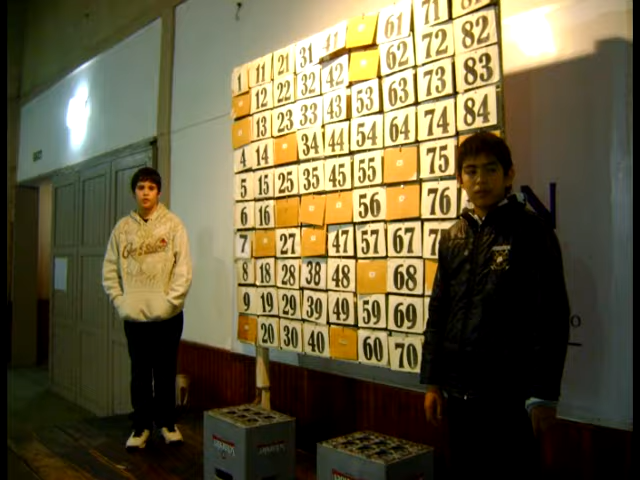 1 11 21 31 41 61 71
12 22 32 42 62 72 82
13 23 33 43 53 63 73 83
4 14 34 44 54 64 74 84
5 15 25 35 45 55 75
6 16 56 76
7 27 47 57 67
8 18 28 38 48 68
9 19 29 39 49 59 69
20 30 40 60 70
N